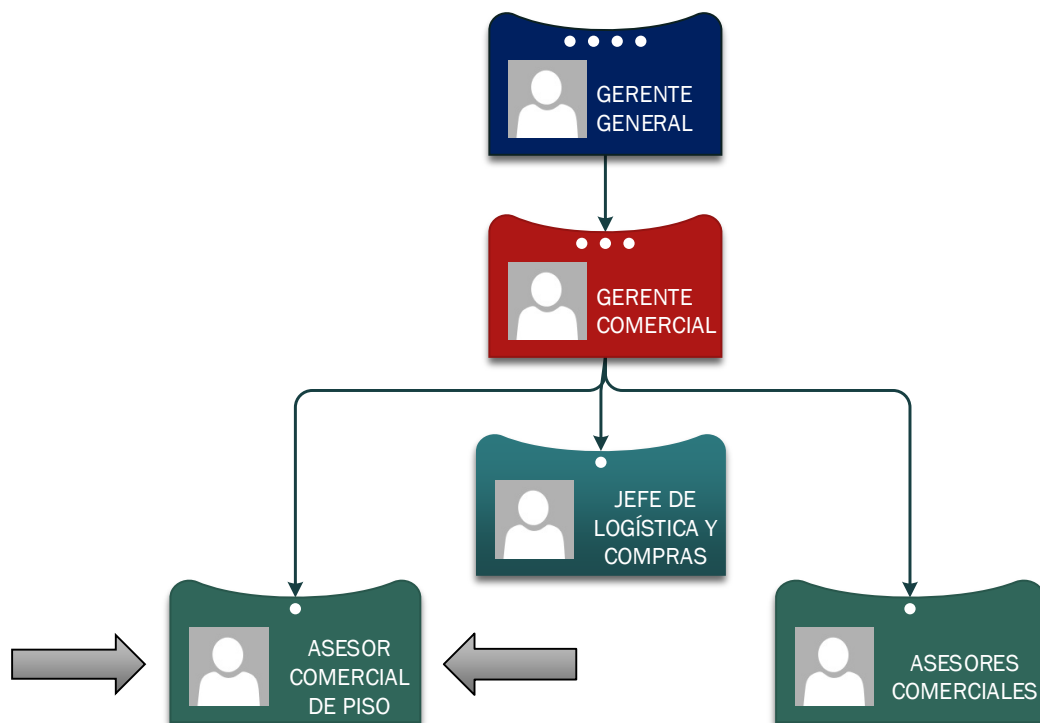 GERENTE
GENERAL
GERENTE
COMERCIAL
JEFE DE
LOGÍSTICA Y
COMPRAS
ASESOR
COMERCIAL
DE PISO
ASESORES
COMERCIALES